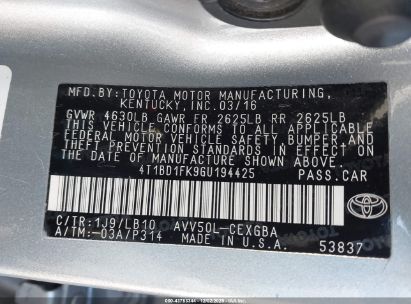 MFD.BY:TOYOTA MOTOR MANUFACTURING,
KENTUCKY,INC.03/16
GVWR 4630LB GAWR FR 2625LB RR 2625LB
THIS VEHICLE CONFORMS TO ALL APPLICABLE
FEDERAL MOTOR VEHICLE SAFETY, BUMPER AND
THEFT PREVENTION STANDARDS IN EFFECT ON
THE DATE OF MANUFACTURE SHOWN ABOVE.
4T1BD1FK9GU194425 PASS.CAR
C/TR:1J9/LB10 AVV50L-CEXGBA
A/TM:-03A/P314 MADE IN U.S.A. 53837